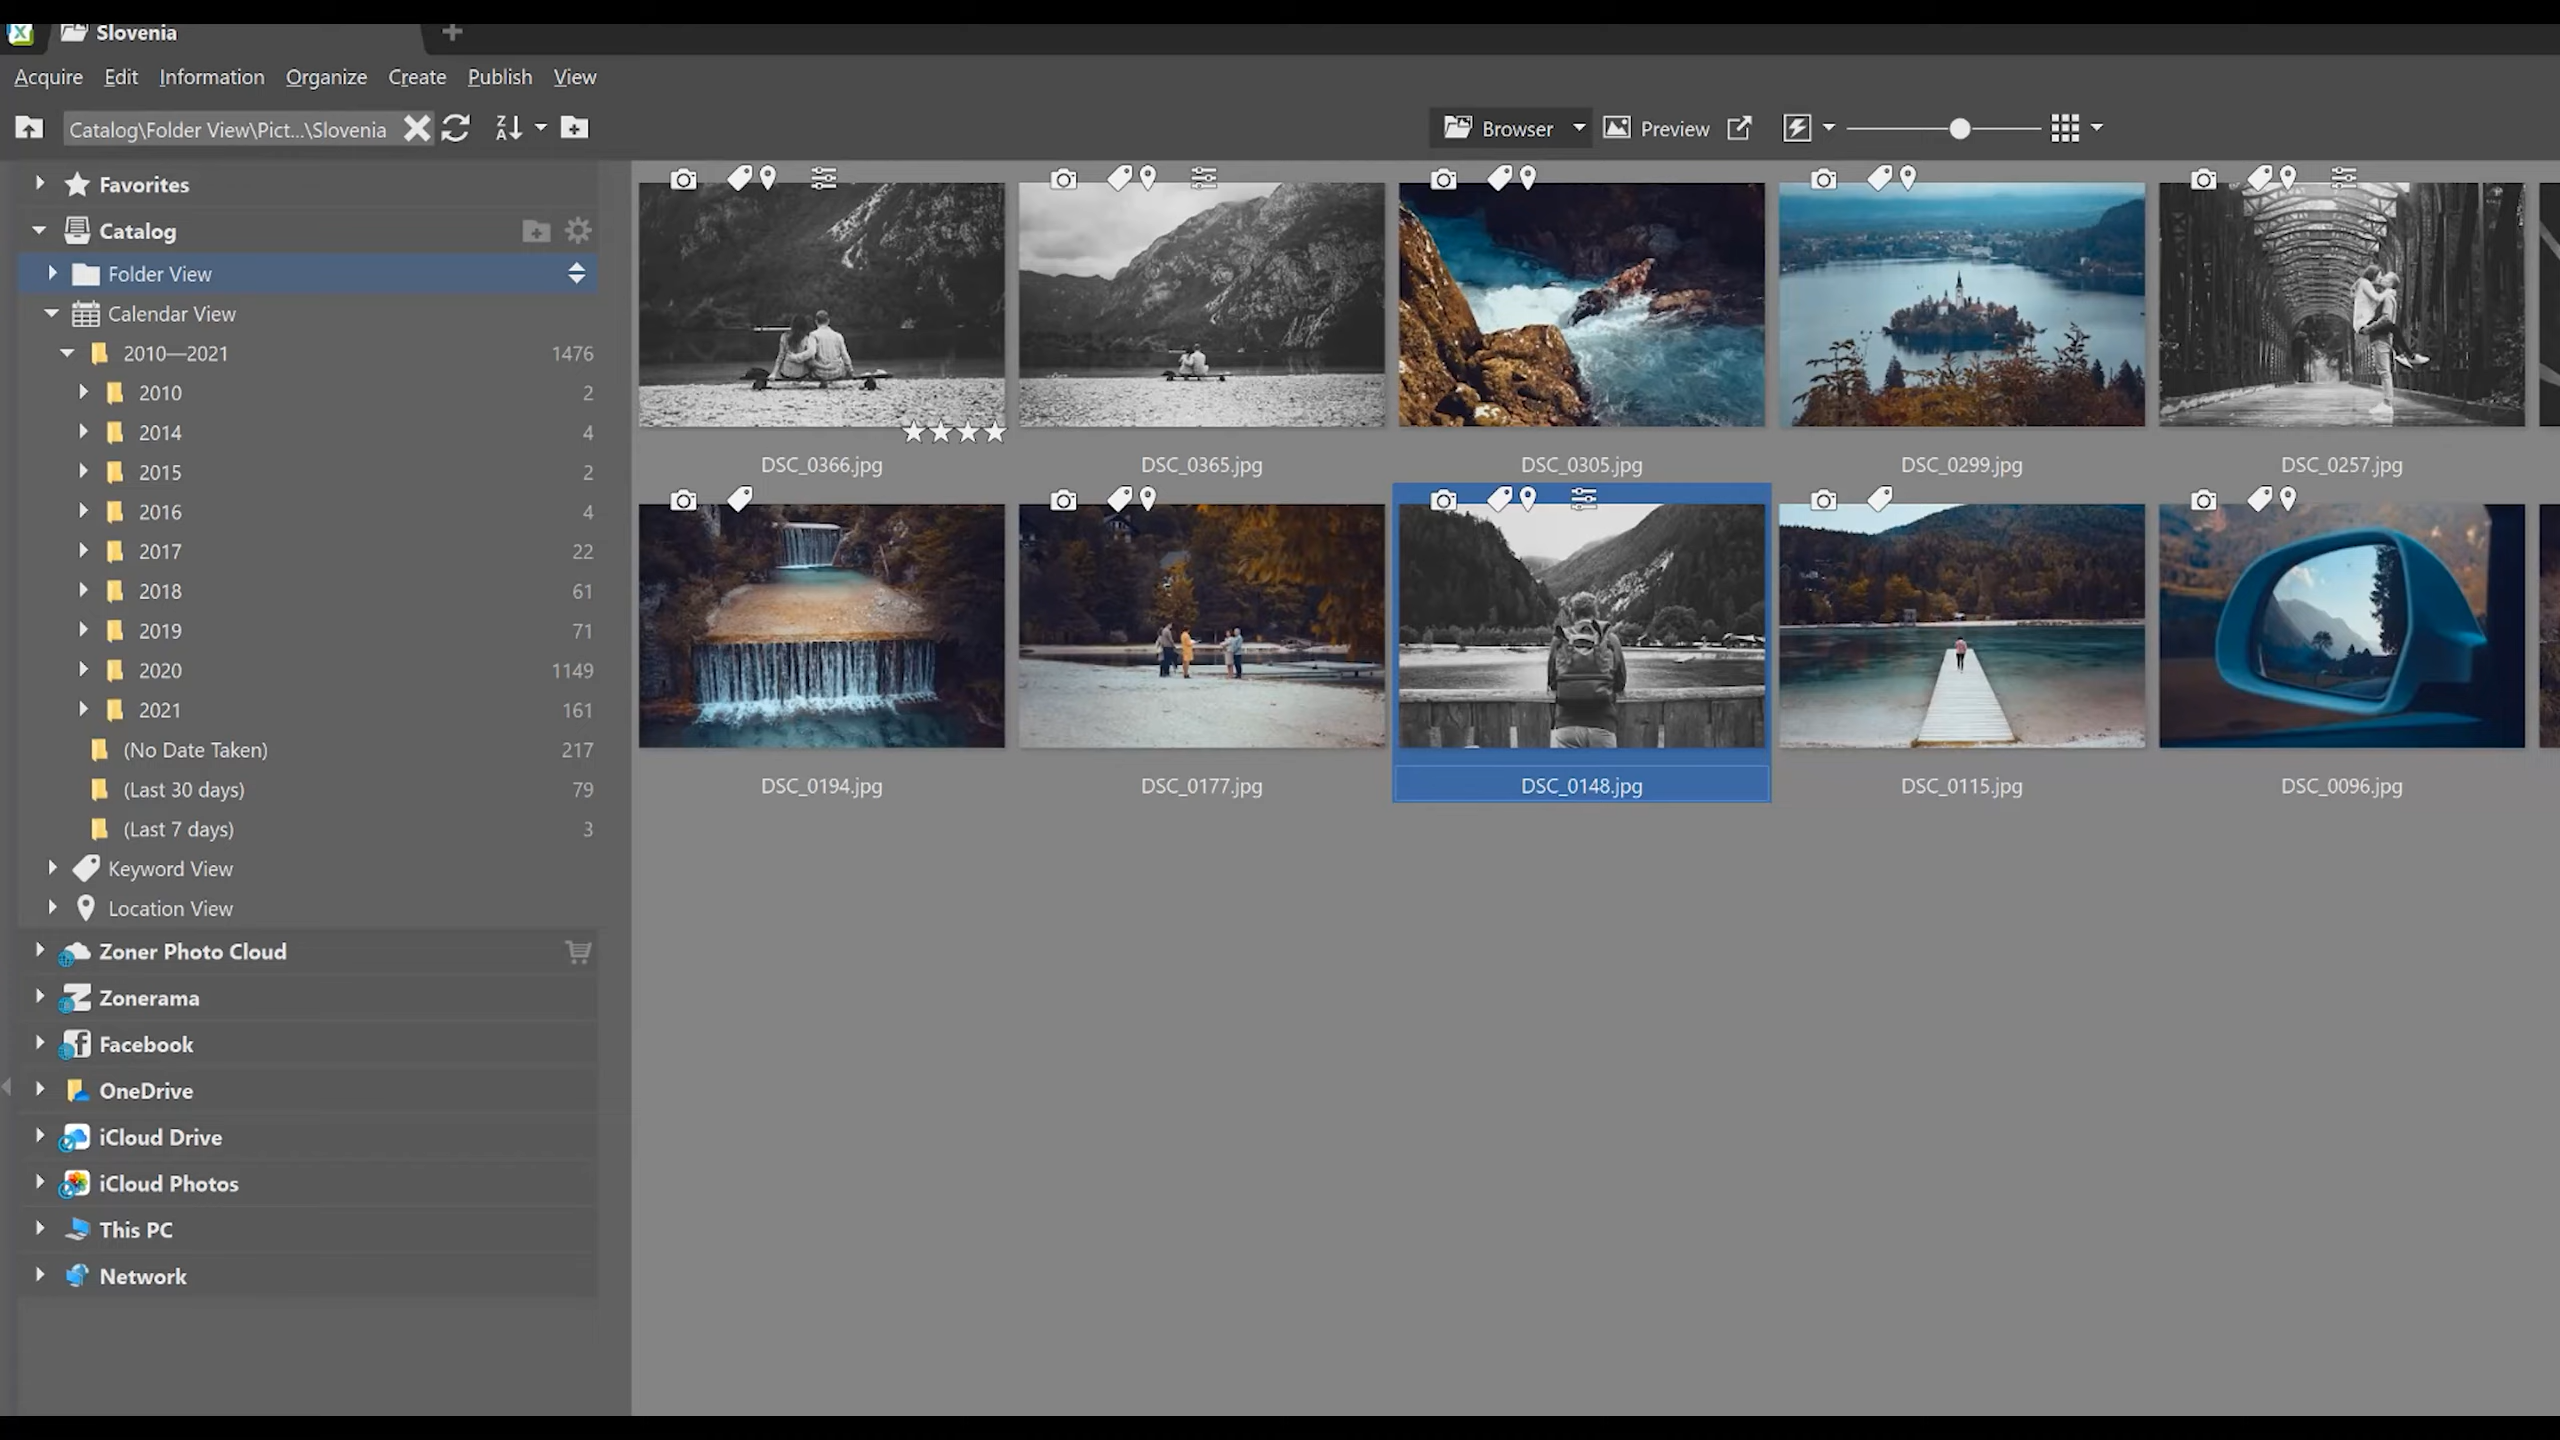 Slovenia
Acquire Edit Information Organize Create Publish View
Catalog\Folder View\Pict...\Slovenia
Browser Preview
Favorites
Catalog
Folder View
Calendar View
2010—2021 1476
2010 2
2014 4
2015 2
2016 4
2017 22
2018 61
2019 71
2020 1149
2021 161
(No Date Taken) 217
(Last 30 days) 79
(Last 7 days) 3
Keyword View
Location View
Zoner Photo Cloud
Zonerama
Facebook
OneDrive
iCloud Drive
iCloud Photos
This PC
Network
DSC_0366.jpg DSC_0365.jpg DSC_0305.jpg DSC_0299.jpg DSC_0257.jpg
DSC_0194.jpg DSC_0177.jpg DSC_0148.jpg DSC_0115.jpg DSC_0096.jpg